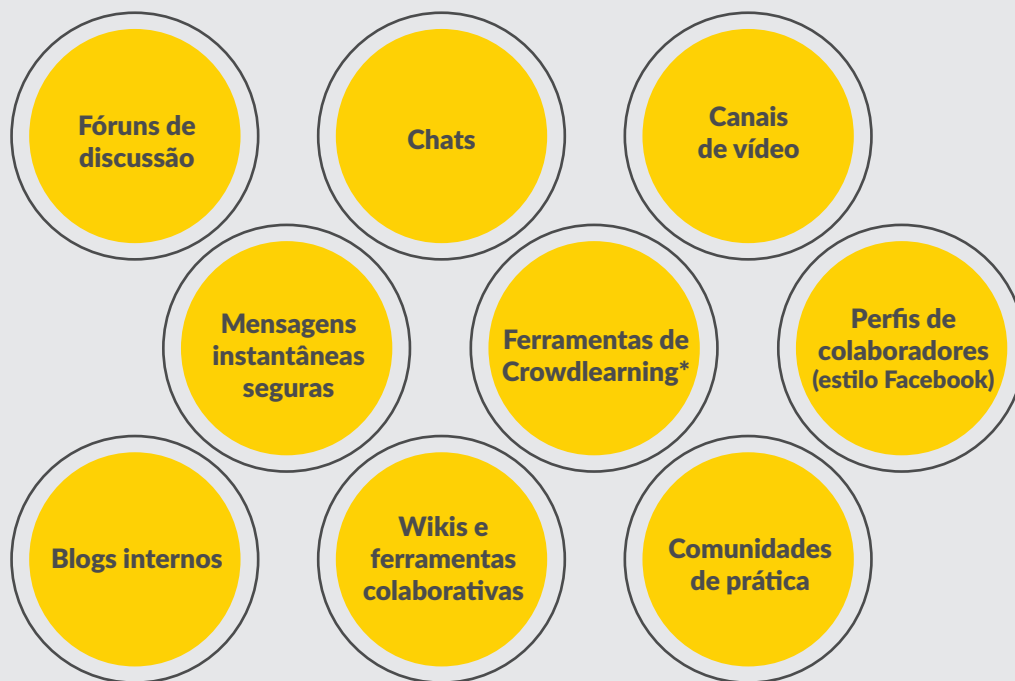 Fóruns de
discussão
Chats
Canais
de vídeo
Mensagens
instantâneas
seguras
Ferramentas de
Crowdlearning*
Perfis de
colaboradores
(estilo Facebook)
Blogs internos
Wikis e
ferramentas
colaborativas
Comunidades
de prática